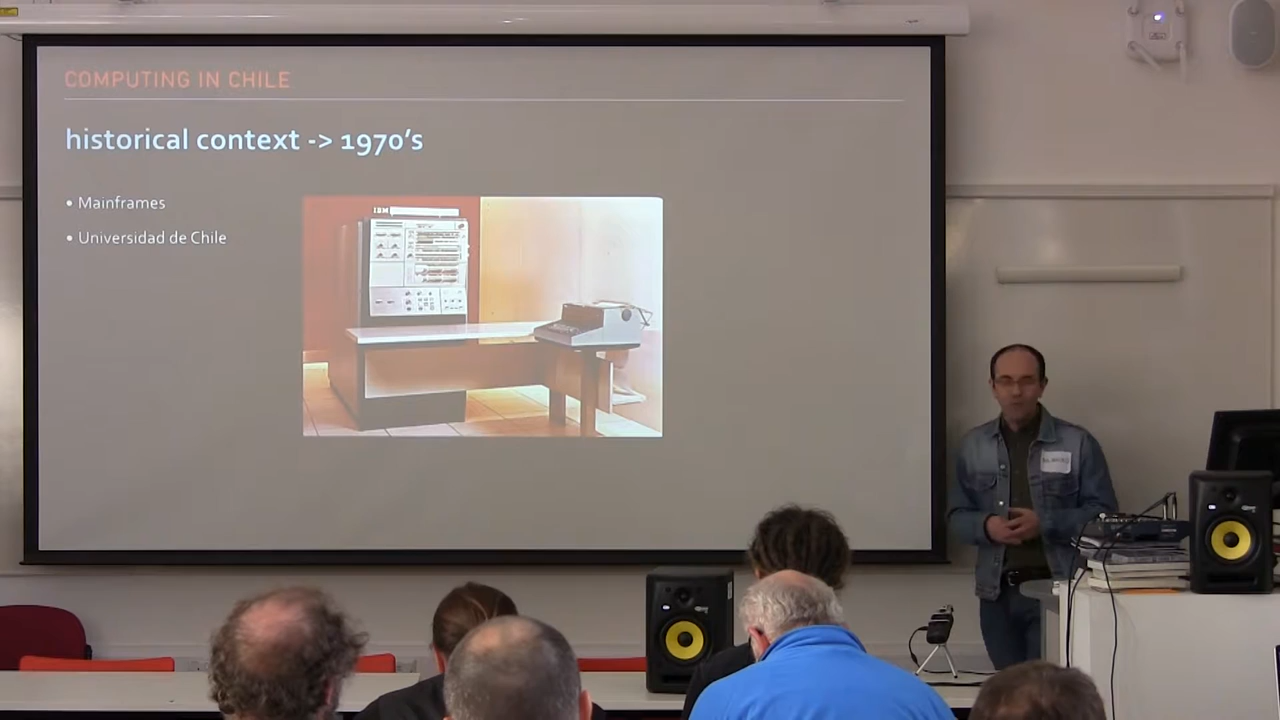 COMPUTING IN CHILE
historical context -> 1970's
• Mainframes
• Universidad de Chile
IBM